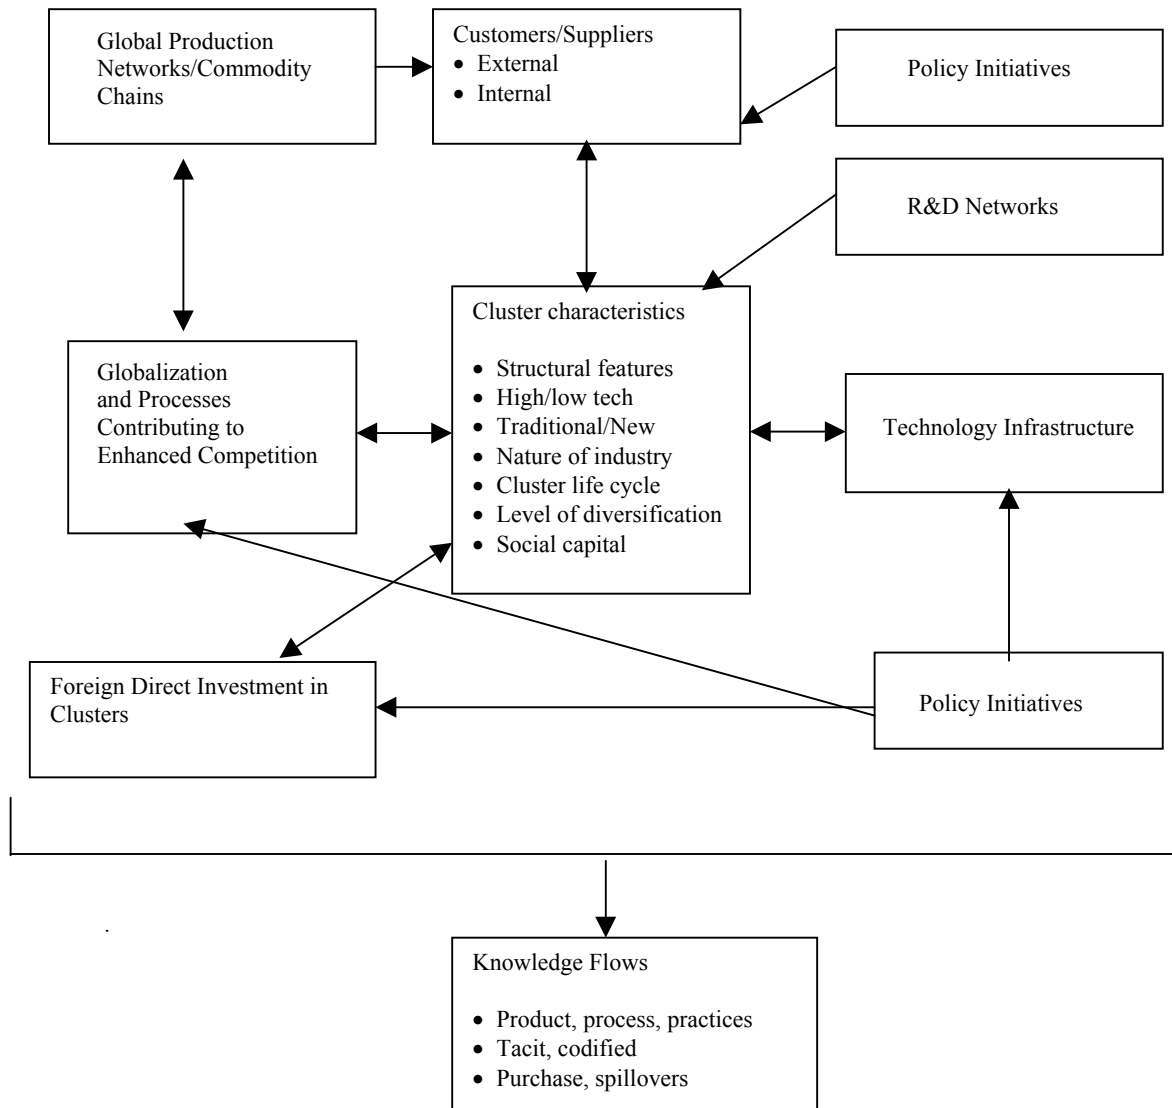 Global Production
Networks/Commodity
Chains
Customers/Suppliers
• External
• Internal
Policy Initiatives
R&D Networks
Cluster characteristics
• Structural features
• High/low tech
• Traditional/New
• Nature of industry
• Cluster life cycle
• Level of diversification
• Social capital
Globalization
and Processes
Contributing to
Enhanced Competition
Technology Infrastructure
Foreign Direct Investment in
Clusters
Policy Initiatives
.
Knowledge Flows
• Product, process, practices
• Tacit, codified
• Purchase, spillovers